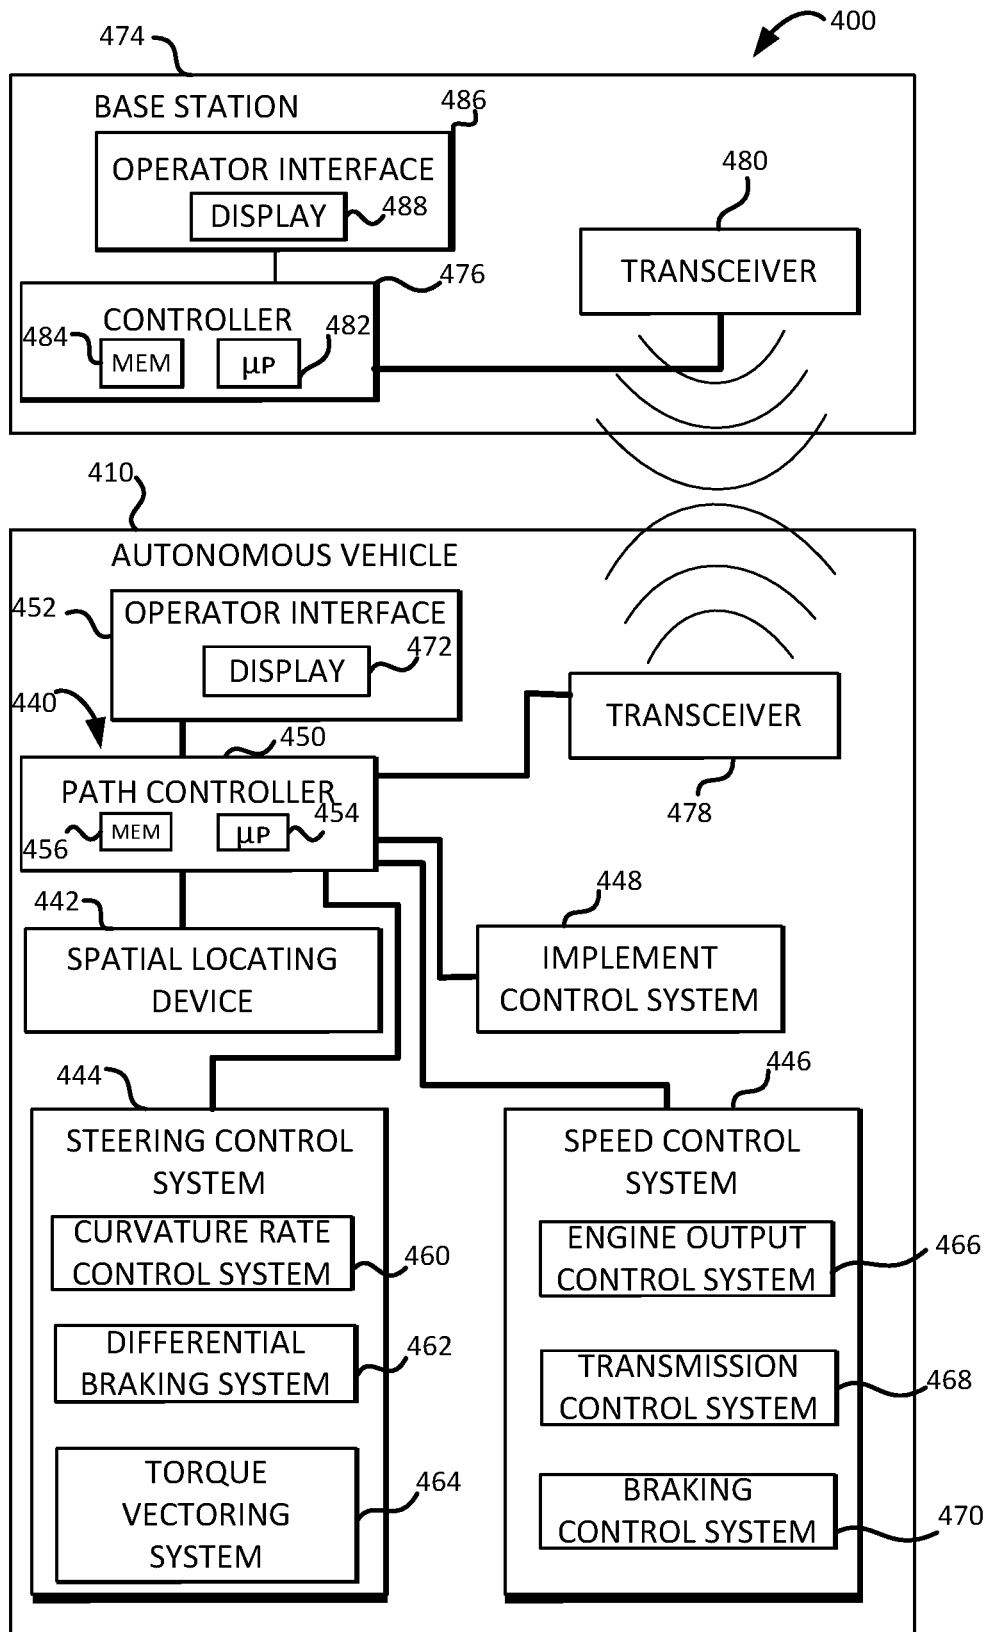 400
474
BASE STATION
486
OPERATOR INTERFACE
DISPLAY
488
480
TRANSCEIVER
476
CONTROLLER
484
MEM
µP
482
410
AUTONOMOUS VEHICLE
452
OPERATOR INTERFACE
DISPLAY
472
440
TRANSCEIVER
478
450
PATH CONTROLLER
456
MEM
µP
454
442
SPATIAL LOCATING
DEVICE
448
IMPLEMENT
CONTROL SYSTEM
444
STEERING CONTROL
SYSTEM
CURVATURE RATE
CONTROL SYSTEM
460
DIFFERENTIAL
BRAKING SYSTEM
462
TORQUE
VECTORING
SYSTEM
464
446
SPEED CONTROL
SYSTEM
ENGINE OUTPUT
CONTROL SYSTEM
466
TRANSMISSION
CONTROL SYSTEM
468
BRAKING
CONTROL SYSTEM
470